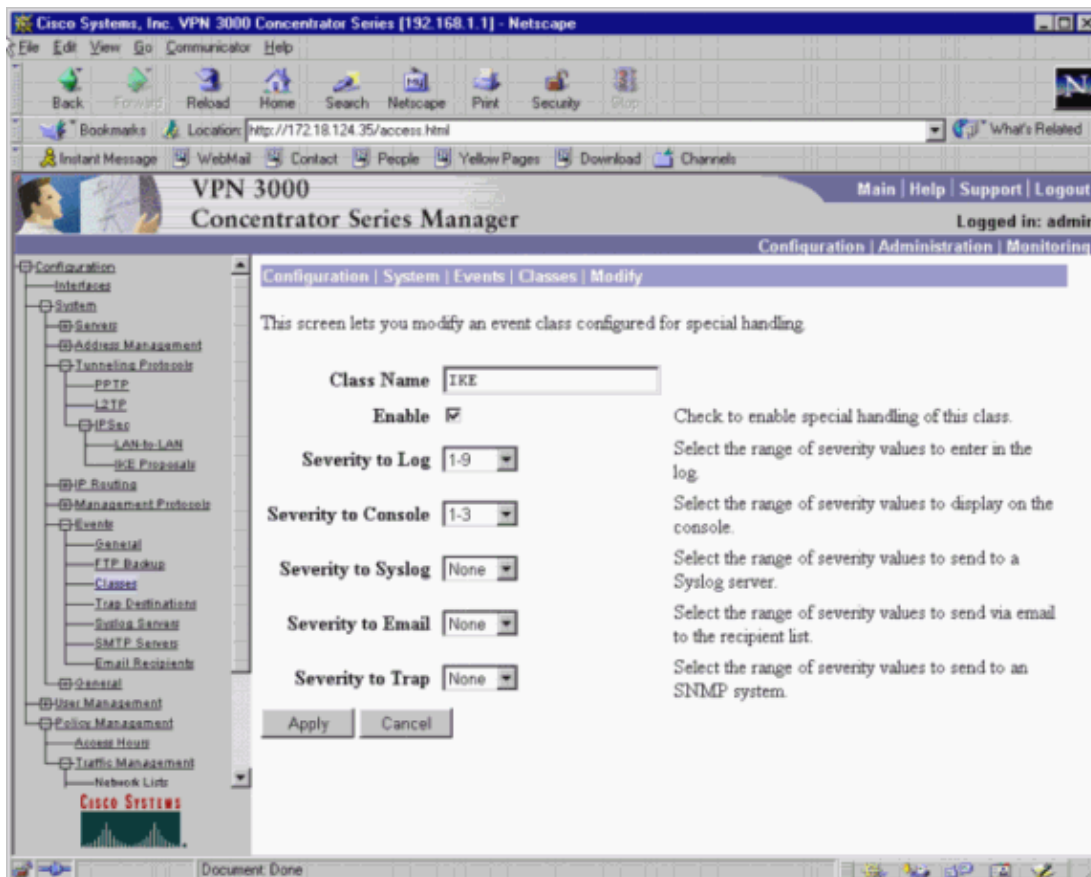 Cisco Systems, Inc. VPN 3000 Concentrator Series [192.168.1.1] - Netscape
File Edit View Go Communicator Help
Back Forward Reload Home Search Netscape Print Security Stop
Bookmarks Location: http://172.18.124.35/access.html What's Related
Instant Message WebMail Contact People Yellow Pages Download Channels
VPN 3000
Concentrator Series Manager
Main | Help | Support | Logout
Logged in: admin
Configuration | Administration | Monitoring
Configuration
Interfaces
System
Servers
Address Management
Tunneling Protocols
PPTP
L2TP
IPSec
LAN-to-LAN
IKE Proposals
IP Routing
Management Protocols
Events
General
FTP Backup
Classes
Trap Destinations
Syslog Servers
SMTP Servers
Email Recipients
General
User Management
Policy Management
Access Hours
Traffic Management
Network Lists
CISCO SYSTEMS
Configuration | System | Events | Classes | Modify
This screen lets you modify an event class configured for special handling.
Class Name IKE
Enable Check to enable special handling of this class.
Severity to Log 1-9 Select the range of severity values to enter in the
log.
Severity to Console 1-3 Select the range of severity values to display on the
console.
Severity to Syslog None Select the range of severity values to send to a
Syslog server.
Severity to Email None Select the range of severity values to send via email
to the recipient list.
Severity to Trap None Select the range of severity values to send to an
SNMP system.
Apply Cancel
Document: Done